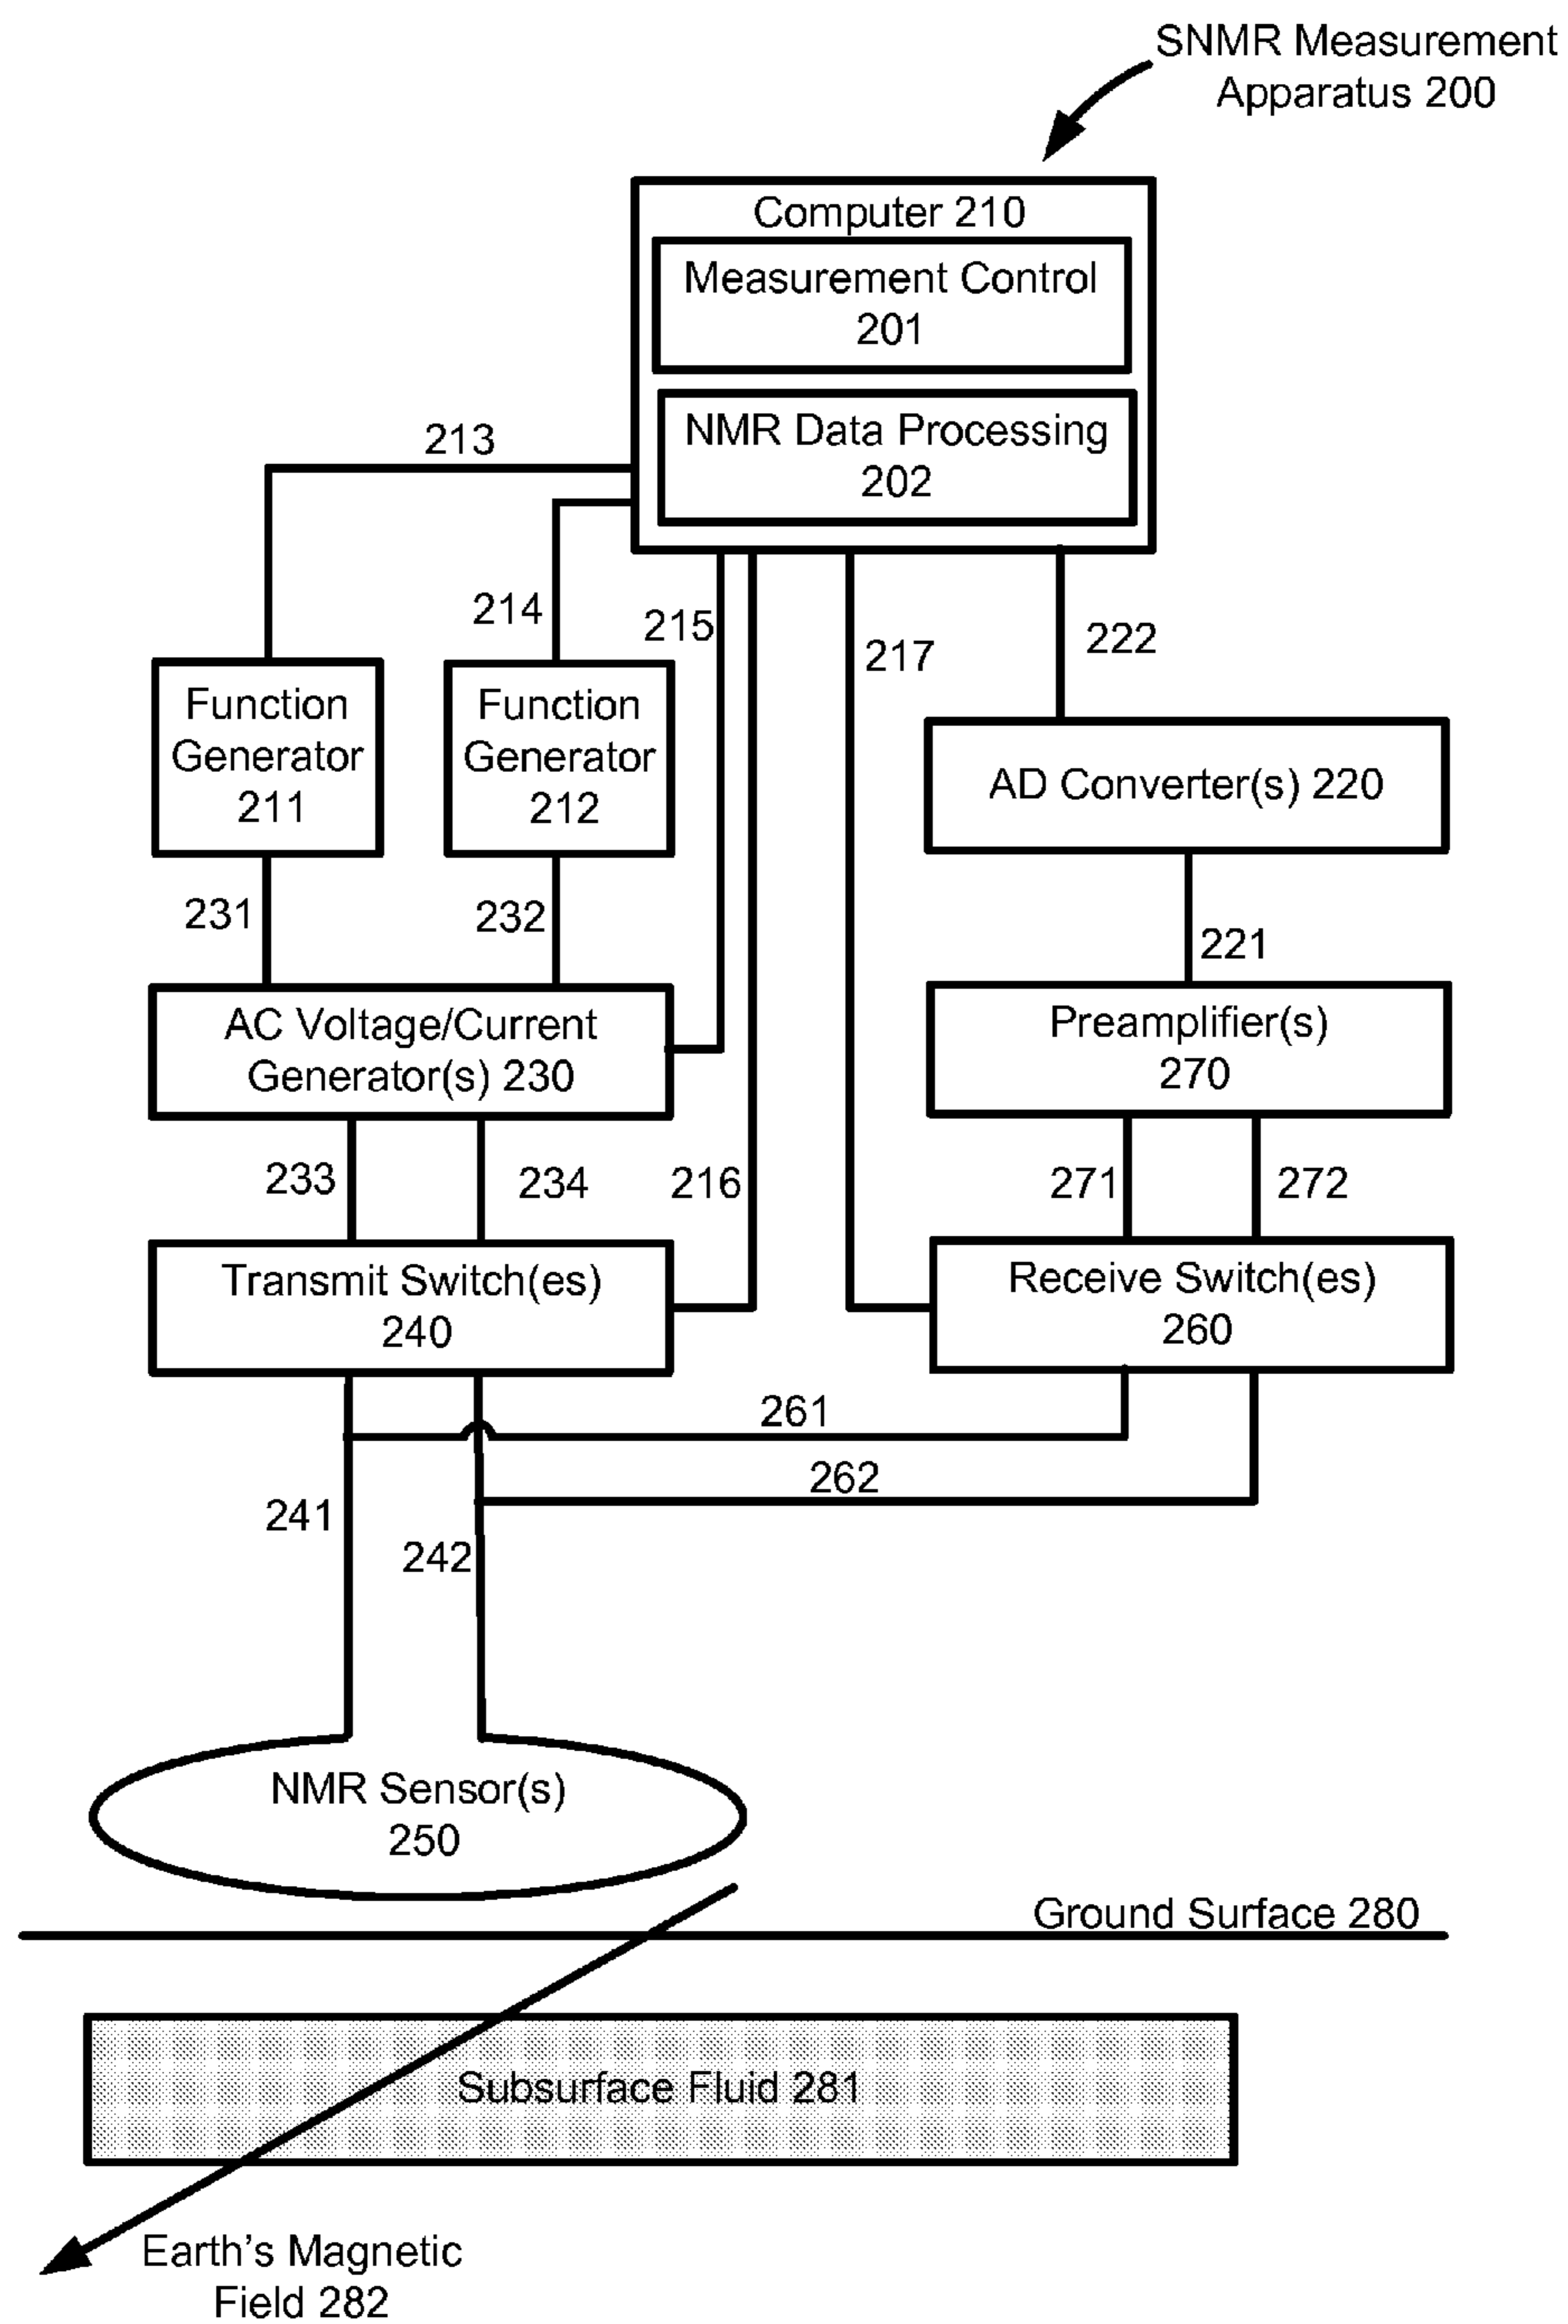 SNMR Measurement
Apparatus 200
Computer 210
Measurement Control
201
NMR Data Processing
202
213
214
215
217
222
Function
Generator
211
Function
Generator
212
AD Converter(s) 220
231
232
221
AC Voltage/Current
Generator(s) 230
Preamplifier(s)
270
233
234
216
271
272
Transmit Switch(es)
240
Receive Switch(es)
260
261
262
241
242
NMR Sensor(s)
250
Ground Surface 280
Subsurface Fluid 281
Earth's Magnetic
Field 282